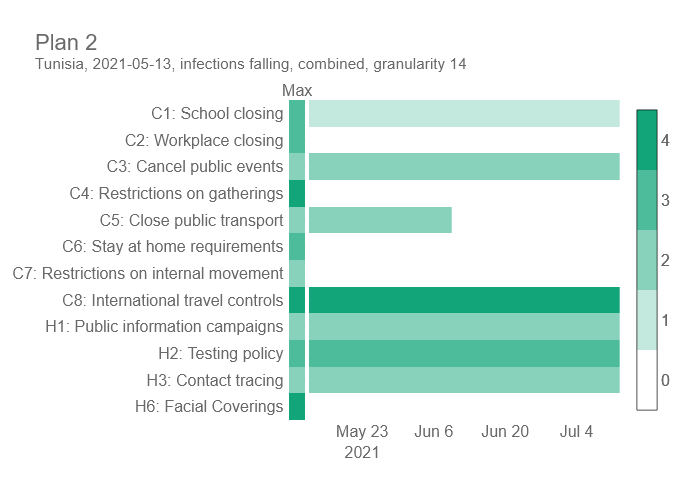 Plan 2
Tunisia, 2021-05-13, infections falling, combined, granularity 14
Max
C1: School closing
C2: Workplace closing
C3: Cancel public events
C4: Restrictions on gatherings
C5: Close public transport
C6: Stay at home requirements
C7: Restrictions on internal movement
C8: International travel controls
H1: Public information campaigns
H2: Testing policy
H3: Contact tracing
H6: Facial Coverings
May 23 Jun 6 Jun 20 Jul 4
2021
4
3
2
1
0